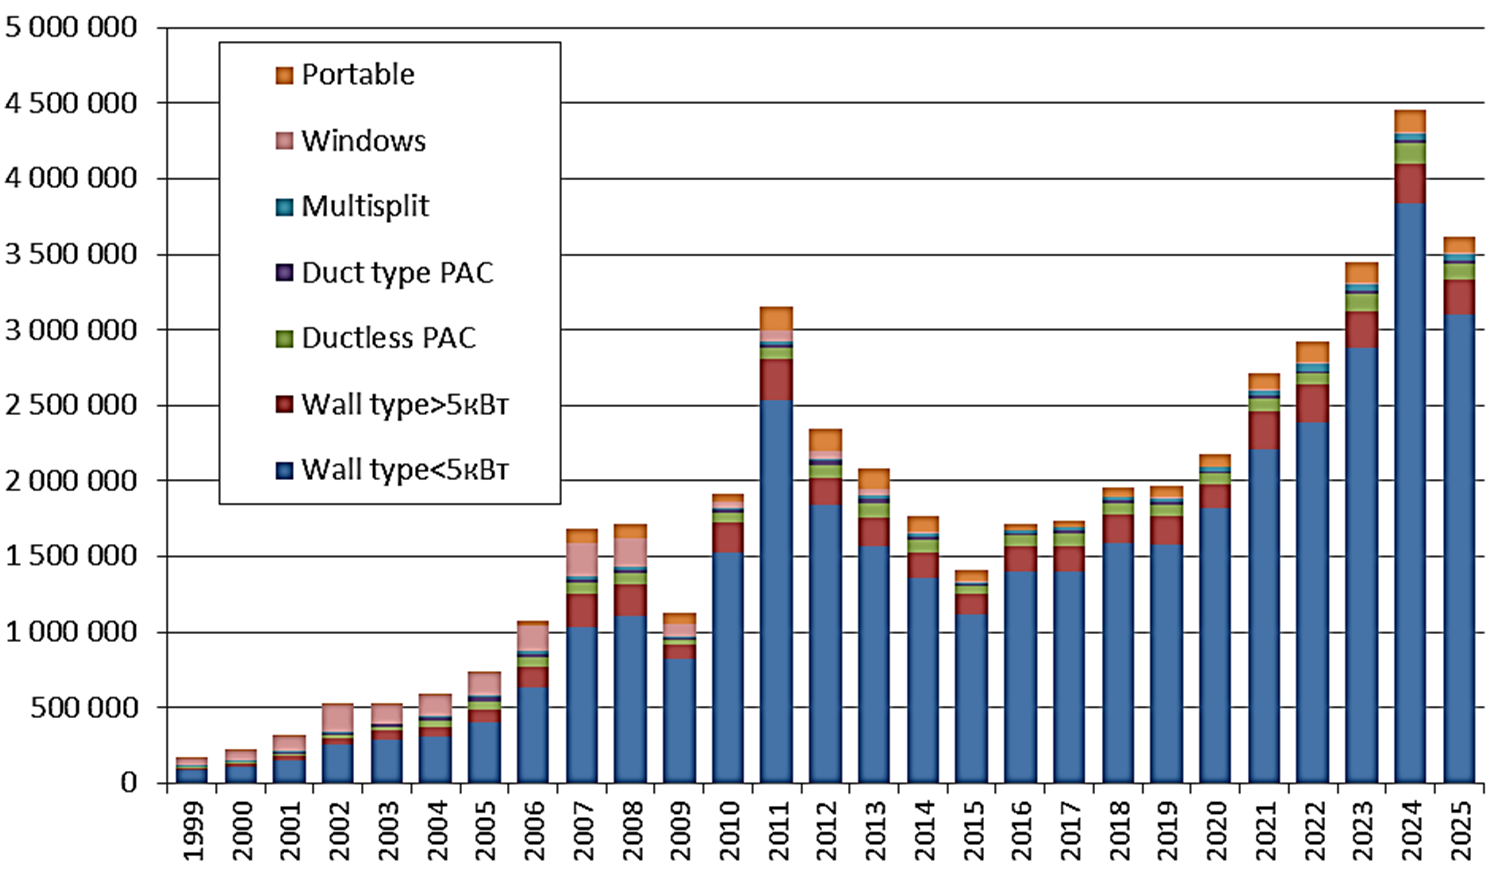 5 000 000
4 500 000
4 000 000
3 500 000
3 000 000
2 500 000
2 000 000
1 500 000
1 000 000
500 000
0
Portable
Windows
Multisplit
Duct type PAC
Ductless PAC
Wall type>5кВт
Wall type<5кВт
1999
2000
2001
2002
2003
2004
2005
2006
2007
2008
2009
2010
2011
2012
2013
2014
2015
2016
2017
2018
2019
2020
2021
2022
2023
2024
2025